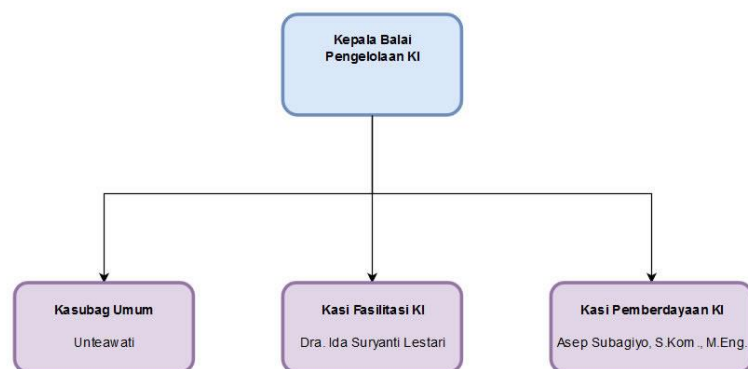 Kepala Balai
Pengelolaan KI
Kasubag Umum
Unteawati
Kasi Fasilitasi KI
Dra. Ida Suryanti Lestari
Kasi Pemberdayaan KI
Asep Subagiyo, S.Kom., M.Eng.